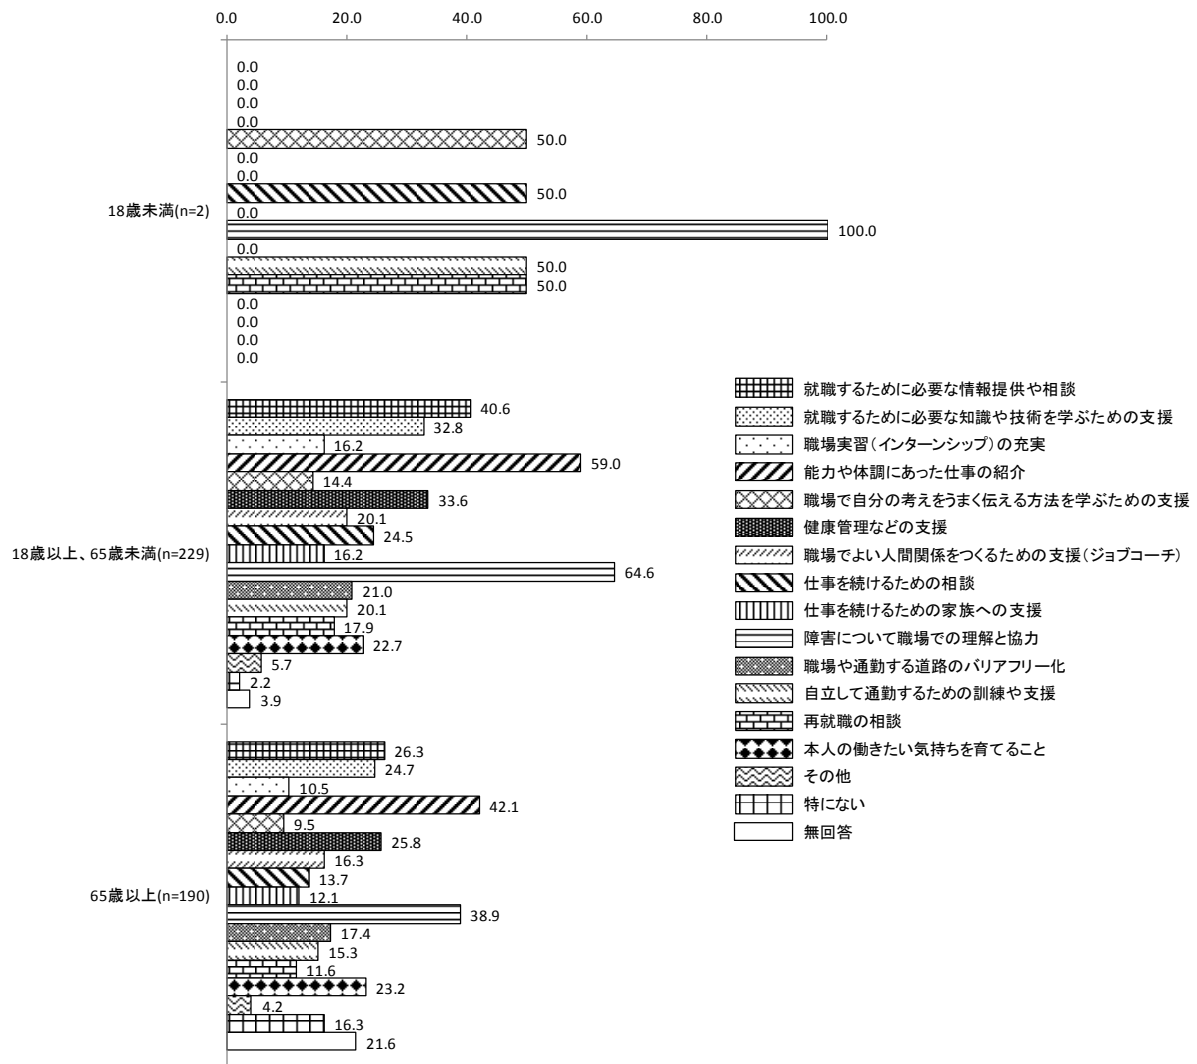 0.0 20.0 40.0 60.0 80.0 100.0
18歳未満(n=2)
0.0
0.0
0.0
0.0
50.0
0.0
0.0
50.0
0.0
100.0
0.0
50.0
50.0
0.0
0.0
0.0
0.0
18歳以上、65歳未満(n=229)
40.6
32.8
16.2
59.0
14.4
33.6
20.1
24.5
16.2
64.6
21.0
20.1
17.9
22.7
5.7
2.2
3.9
65歳以上(n=190)
26.3
24.7
10.5
42.1
9.5
25.8
16.3
13.7
12.1
38.9
17.4
15.3
11.6
23.2
4.2
16.3
21.6
就職するために必要な情報提供や相談
就職するために必要な知識や技術を学ぶための支援
職場実習(インターンシップ)の充実
能力や体調にあった仕事の紹介
職場で自分の考えをうまく伝える方法を学ぶための支援
健康管理などの支援
職場でよい人間関係をつくるための支援(ジョブコーチ)
仕事を続けるための相談
仕事を続けるための家族への支援
障害について職場での理解と協力
職場や通勤する道路のバリアフリー化
自立して通勤するための訓練や支援
再就職の相談
本人の働きたい気持ちを育てること
その他
特にない
無回答